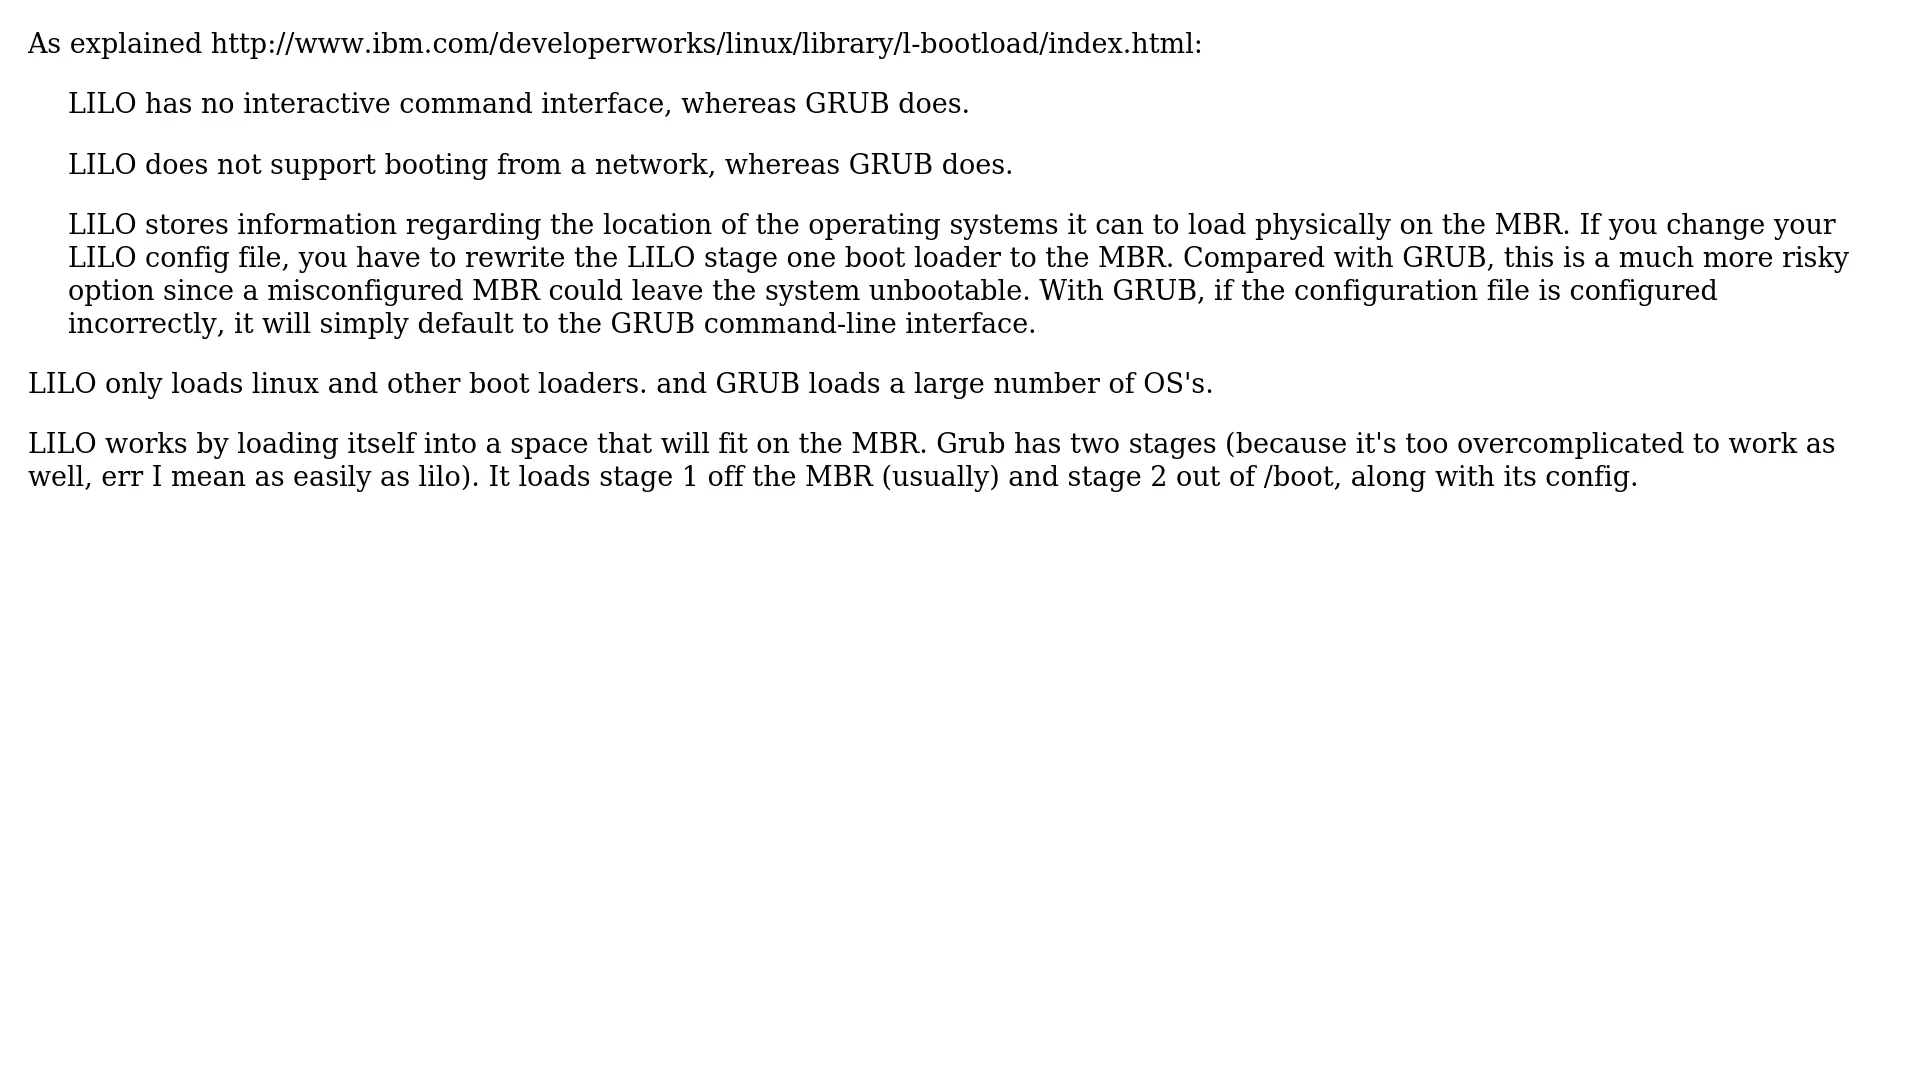 As explained http://www.ibm.com/developerworks/linux/library/l-bootload/index.html:
LILO has no interactive command interface, whereas GRUB does.
LILO does not support booting from a network, whereas GRUB does.
LILO stores information regarding the location of the operating systems it can to load physically on the MBR. If you change your
LILO config file, you have to rewrite the LILO stage one boot loader to the MBR. Compared with GRUB, this is a much more risky
option since a misconfigured MBR could leave the system unbootable. With GRUB, if the configuration file is configured
incorrectly, it will simply default to the GRUB command-line interface.
LILO only loads linux and other boot loaders. and GRUB loads a large number of OS's.
LILO works by loading itself into a space that will fit on the MBR. Grub has two stages (because it's too overcomplicated to work as
well, err I mean as easily as lilo). It loads stage 1 off the MBR (usually) and stage 2 out of /boot, along with its config.